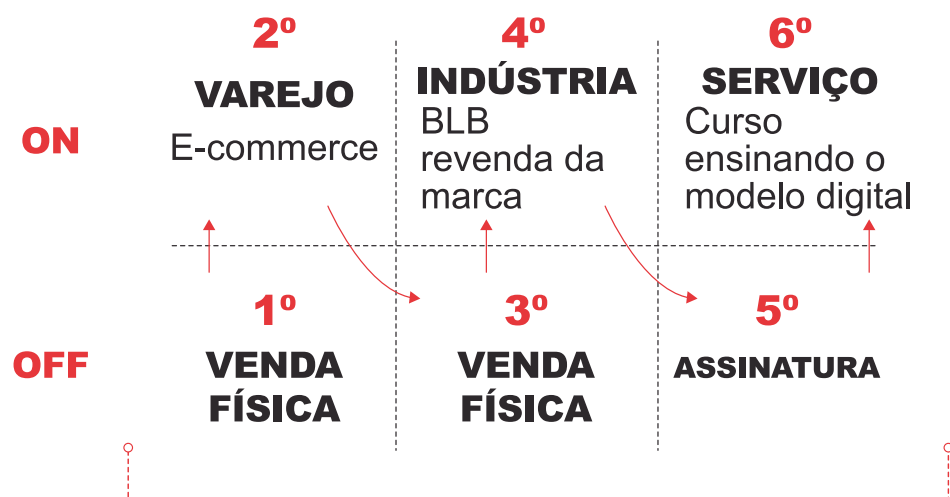 2º
4º
6º
ON
VAREJO
E-commerce
INDÚSTRIA
BLB
revenda da
marca
SERVIÇO
Curso
ensinando o
modelo digital
1º
3º
5º
OFF
VENDA
FÍSICA
VENDA
FÍSICA
ASSINATURA